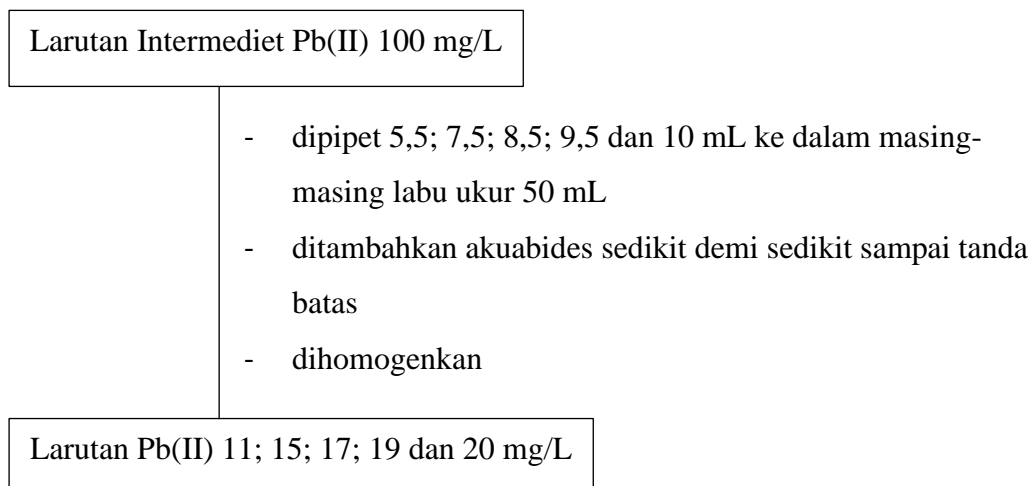 Larutan Intermediet Pb(II) 100 mg/L
- dipipet 5,5; 7,5; 8,5; 9,5 dan 10 mL ke dalam masing-
masing labu ukur 50 mL
- ditambahkan akuabides sedikit demi sedikit sampai tanda
batas
- dihomogenkan
Larutan Pb(II) 11; 15; 17; 19 dan 20 mg/L